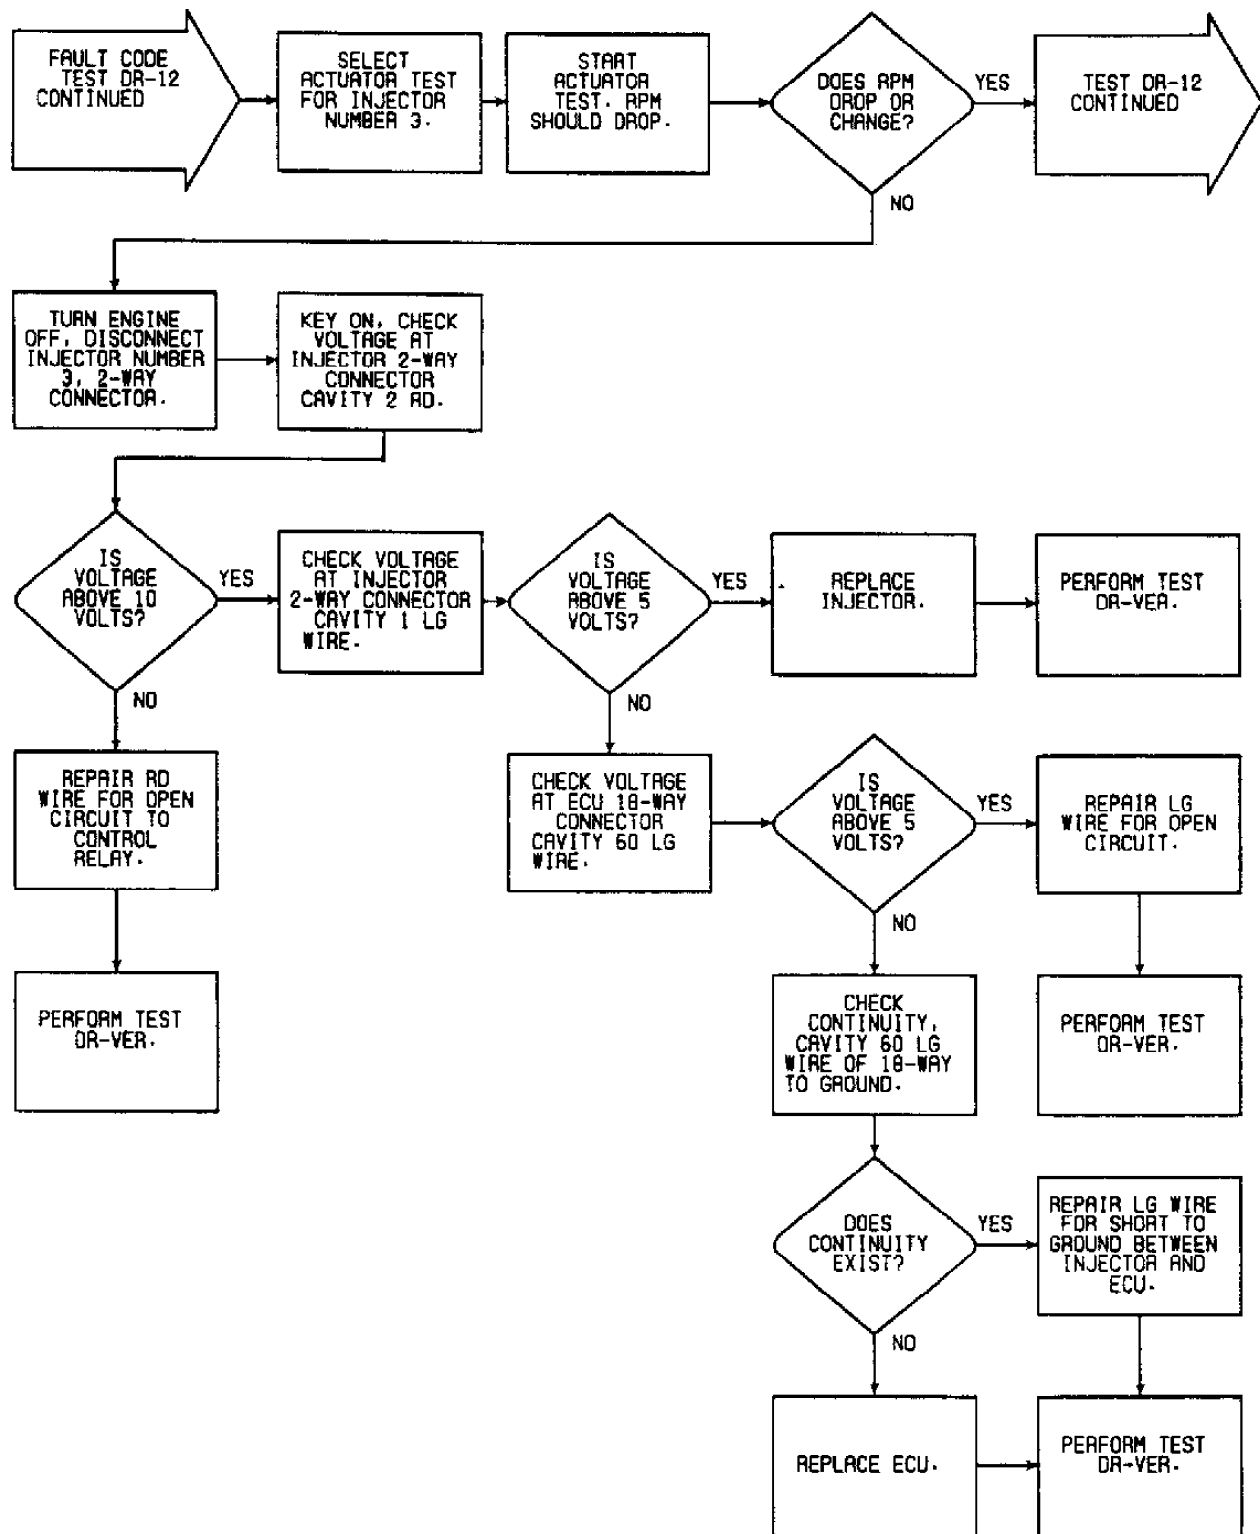 FAULT CODE
TEST DR-12
CONTINUED
SELECT
ACTUATOR TEST
FOR INJECTOR
NUMBER 3.
START
ACTUATOR
TEST. RPM
SHOULD DROP.
DOES RPM
DROP OR
CHANGE?
YES
TEST DR-12
CONTINUED
NO
TURN ENGINE
OFF, DISCONNECT
INJECTOR NUMBER
3, 2-WAY
CONNECTOR.
KEY ON, CHECK
VOLTAGE AT
INJECTOR 2-WAY
CONNECTOR
CAVITY 2 RD.
IS
VOLTAGE
ABOVE 10
VOLTS?
YES
CHECK VOLTAGE
AT INJECTOR
2-WAY CONNECTOR
CAVITY 1 LG
WIRE.
IS
VOLTAGE
ABOVE 5
VOLTS?
YES
REPLACE
INJECTOR.
PERFORM TEST
DR-VER.
NO
NO
REPAIR RD
WIRE FOR OPEN
CIRCUIT TO
CONTROL
RELAY.
CHECK VOLTAGE
AT ECU 18-WAY
CONNECTOR
CAVITY 60 LG
WIRE.
IS
VOLTAGE
ABOVE 5
VOLTS?
YES
REPAIR LG
WIRE FOR OPEN
CIRCUIT.
NO
PERFORM TEST
DR-VER.
CHECK
CONTINUITY,
CAVITY 60 LG
WIRE OF 18-WAY
TO GROUND.
PERFORM TEST
DR-VER.
DOES
CONTINUITY
EXIST?
YES
REPAIR LG WIRE
FOR SHORT TO
GROUND BETWEEN
INJECTOR AND
ECU.
NO
REPLACE ECU.
PERFORM TEST
DR-VER.